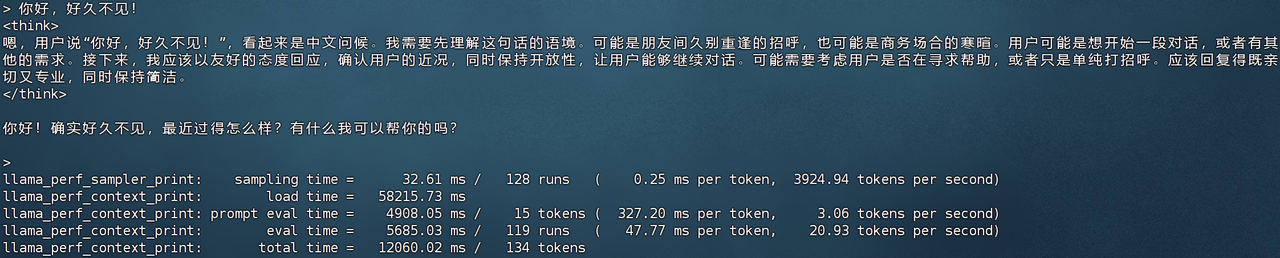 > 你好，好久不见！
<think>
嗯，用户说“你好，好久不见！”，看起来是中文问候。我需要先理解这句话的语境。可能是朋友间久别重逢的招呼，也可能是商务场合的寒暄。用户可能是想开始一段对话，或者有其
他的需求。接下来，我应该以友好的态度回应，确认用户的近况，同时保持开放性，让用户能够继续对话。可能需要考虑用户是否在寻求帮助，或者只是单纯打招呼。应该回复得既亲
切又专业，同时保持简洁。
</think>

你好！确实好久不见，最近过得怎么样？有什么我可以帮你的吗？

>
llama_perf_sampler_print:    sampling time =      32.61 ms /   128 runs   (    0.25 ms per token,  3924.94 tokens per second)
llama_perf_context_print:        load time =   58215.73 ms
llama_perf_context_print: prompt eval time =    4908.05 ms /    15 tokens (  327.20 ms per token,     3.06 tokens per second)
llama_perf_context_print:        eval time =    5685.03 ms /   119 runs   (   47.77 ms per token,    20.93 tokens per second)
llama_perf_context_print:       total time =   12060.02 ms /   134 tokens